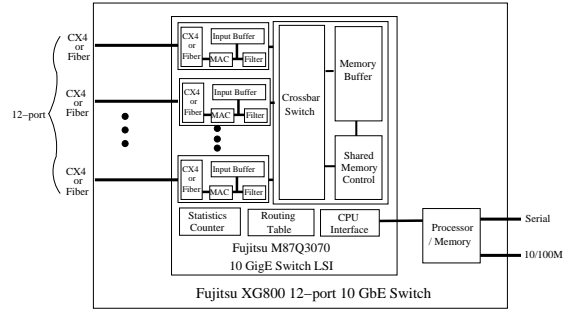 12−port
CX4
or
Fiber
CX4
or
Fiber
CX4
or
Fiber
CX4
or
Fiber
Input Buffer
MAC
Filter
CX4
or
Fiber
Input Buffer
MAC
Filter
CX4
or
Fiber
Input Buffer
MAC
Filter
Crossbar
Switch
Memory
Buffer
Shared
Memory
Control
Statistics
Counter
Routing
Table
CPU
Interface
Fujitsu M87Q3070
10 GigE Switch LSI
Processor
/ Memory
Serial
10/100M
Fujitsu XG800 12−port 10 GbE Switch